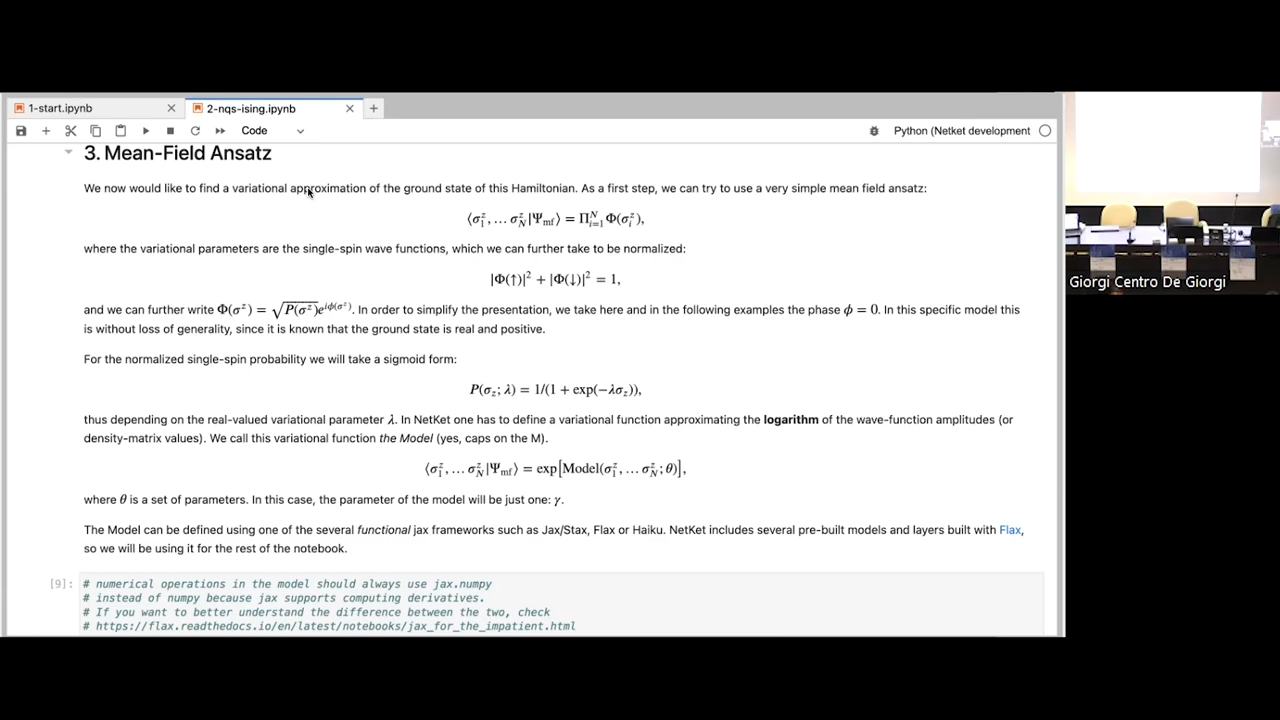 1-start.ipynb
2-nqs-ising.ipynb
Code
Python (Netket development
3. Mean-Field Ansatz
We now would like to find a variational approximation of the ground state of this Hamiltonian. As a first step, we can try to use a very simple mean field ansatz:
⟨σ₁ᶻ, … σ_Nᶻ|Ψ_mf⟩ = Π_{i=1}^N Φ(σᵢᶻ),
where the variational parameters are the single-spin wave functions, which we can further take to be normalized:
|Φ(↑)|² + |Φ(↓)|² = 1,
and we can further write Φ(σᶻ) = √P(σᶻ)e^{iϕ(σᶻ)}. In order to simplify the presentation, we take here and in the following examples the phase ϕ = 0. In this specific model this
is without loss of generality, since it is known that the ground state is real and positive.
For the normalized single-spin probability we will take a sigmoid form:
P(σ_z; λ) = 1/(1 + exp(−λσ_z)),
thus depending on the real-valued variational parameter λ. In NetKet one has to define a variational function approximating the logarithm of the wave-function amplitudes (or
density-matrix values). We call this variational function the Model (yes, caps on the M).
⟨σ₁ᶻ, … σ_Nᶻ|Ψ_mf⟩ = exp[Model(σ₁ᶻ, … σ_Nᶻ; θ)],
where θ is a set of parameters. In this case, the parameter of the model will be just one: γ.
The Model can be defined using one of the several functional jax frameworks such as Jax/Stax, Flax or Haiku. NetKet includes several pre-built models and layers built with Flax,
so we will be using it for the rest of the notebook.
[9]: # numerical operations in the model should always use jax.numpy
# instead of numpy because jax supports computing derivatives.
# If you want to better understand the difference between the two, check
# https://flax.readthedocs.io/en/latest/notebooks/jax_for_the_impatient.html
Giorgi Centro De Giorgi